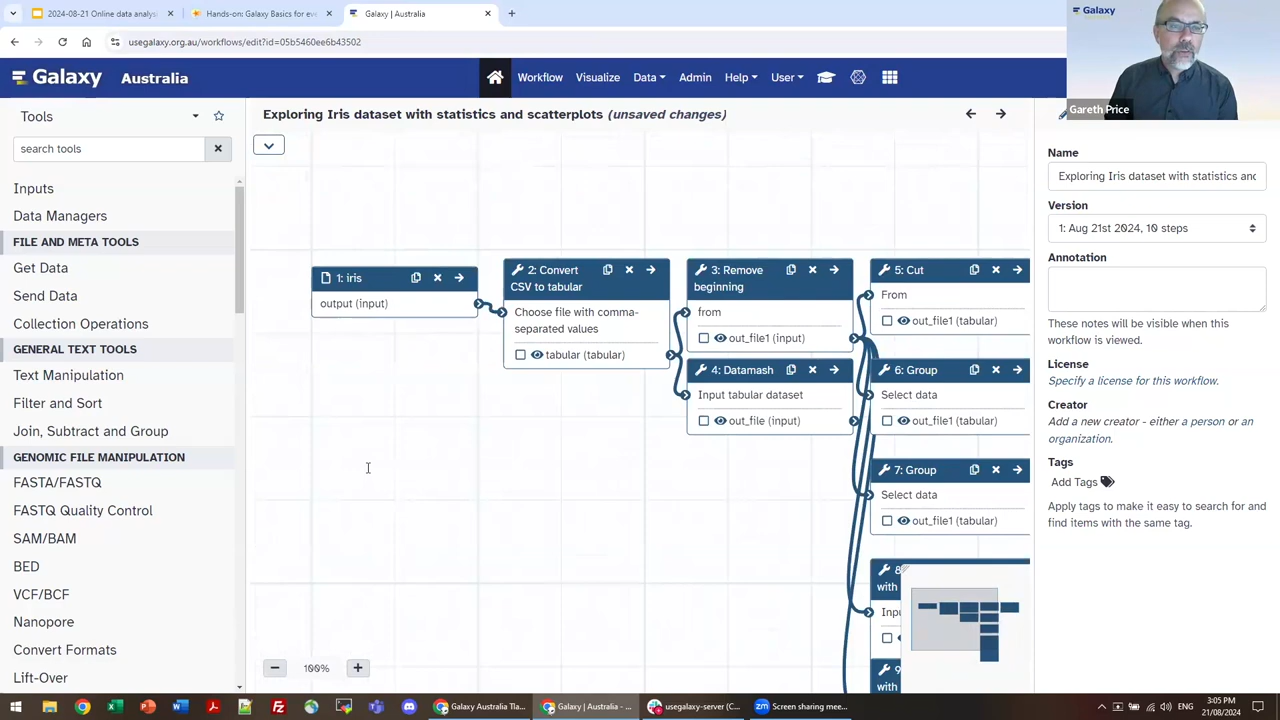 2024-08-21 Online data analysi
Hands-on: Galaxy Basics for eve
Galaxy | Australia
usegalaxy.org.au/workflows/edit?id=05b5460ee6b43502
Galaxy
Gareth Price
Galaxy Australia
Workflow
Visualize
Data
Admin
Help
User
Tools
search tools
Inputs
Data Managers
FILE AND META TOOLS
Get Data
Send Data
Collection Operations
GENERAL TEXT TOOLS
Text Manipulation
Filter and Sort
Join, Subtract and Group
GENOMIC FILE MANIPULATION
FASTA/FASTQ
FASTQ Quality Control
SAM/BAM
BED
VCF/BCF
Nanopore
Convert Formats
Lift-Over
Exploring Iris dataset with statistics and scatterplots (unsaved changes)
1: iris
output (input)
2: Convert
CSV to tabular
Choose file with comma-
separated values
tabular (tabular)
3: Remove
beginning
from
out_file1 (input)
4: Datamash
Input tabular dataset
out_file (input)
5: Cut
From
out_file1 (tabular)
6: Group
Select data
out_file1 (tabular)
7: Group
Select data
out_file1 (tabular)
8
with
Inpu
9
with
100%
Name
Exploring Iris dataset with statistics and
Version
1: Aug 21st 2024, 10 steps
Annotation
These notes will be visible when this
workflow is viewed.
License
Specify a license for this workflow.
Creator
Add a new creator - either a person or an
organization.
Tags
Add Tags
Apply tags to make it easy to search for and
find items with the same tag.
Galaxy Australia Tla...
Galaxy | Australia - ...
usegalaxy-server (C...
Screen sharing mee...
3:05 PM
21/08/2024